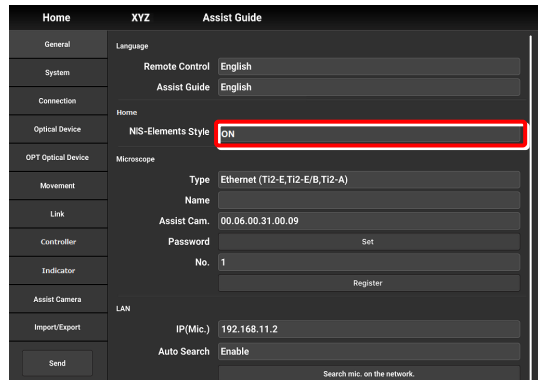 Home XYZ Assist Guide
General
System
Connection
Optical Device
OPT Optical Device
Movement
Link
Controller
Indicator
Assist Camera
Import/Export
Send
Language
Remote Control English
Assist Guide English
Home
NIS-Elements Style ON
Microscope
Type Ethernet (Ti2-E,Ti2-E/B,Ti2-A)
Name
Assist Cam. 00.06.00.31.00.09
Password Set
No. 1
Register
LAN
IP(Mic.) 192.168.11.2
Auto Search Enable
Search mic. on the network.